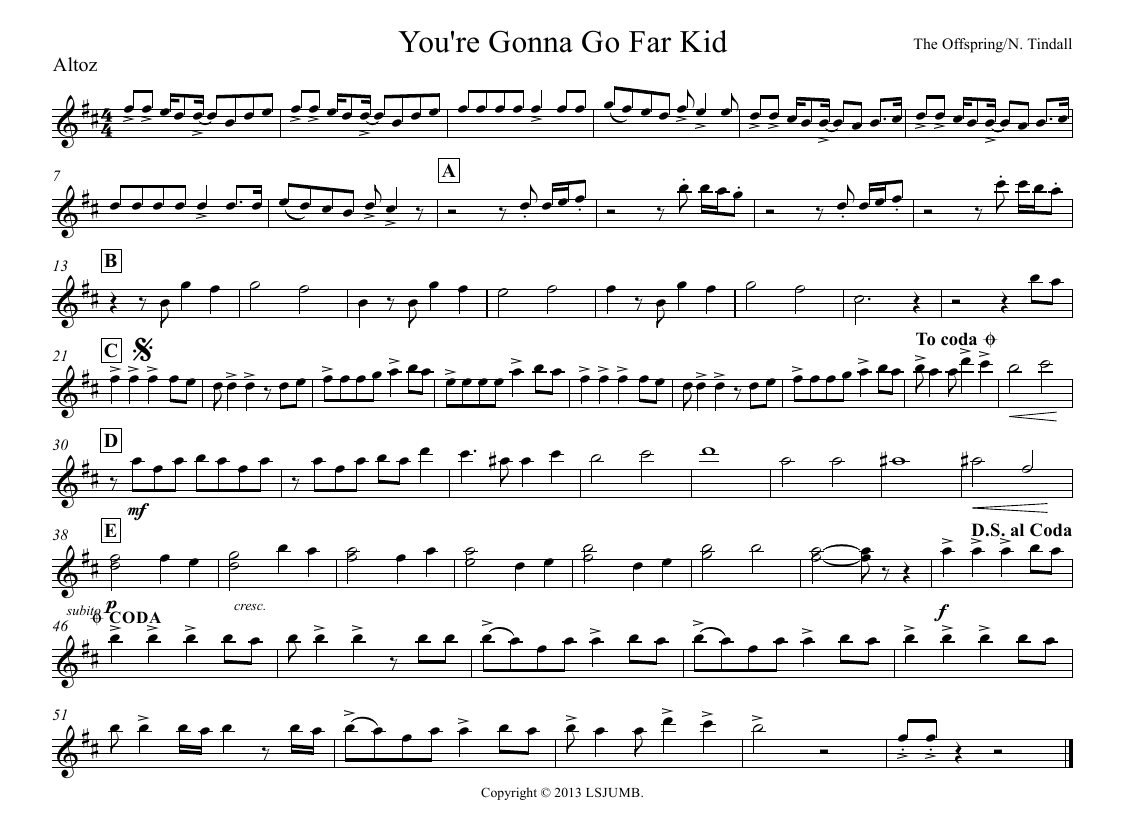 You're Gonna Go Far Kid
The Offspring/N. Tindall
Altoz
4
4
7
A
13
B
21
C
To coda
30
D
mf
38
E
D.S. al Coda
subito p
cresc.
f
46
CODA
51
Copyright © 2013 LSJUMB.